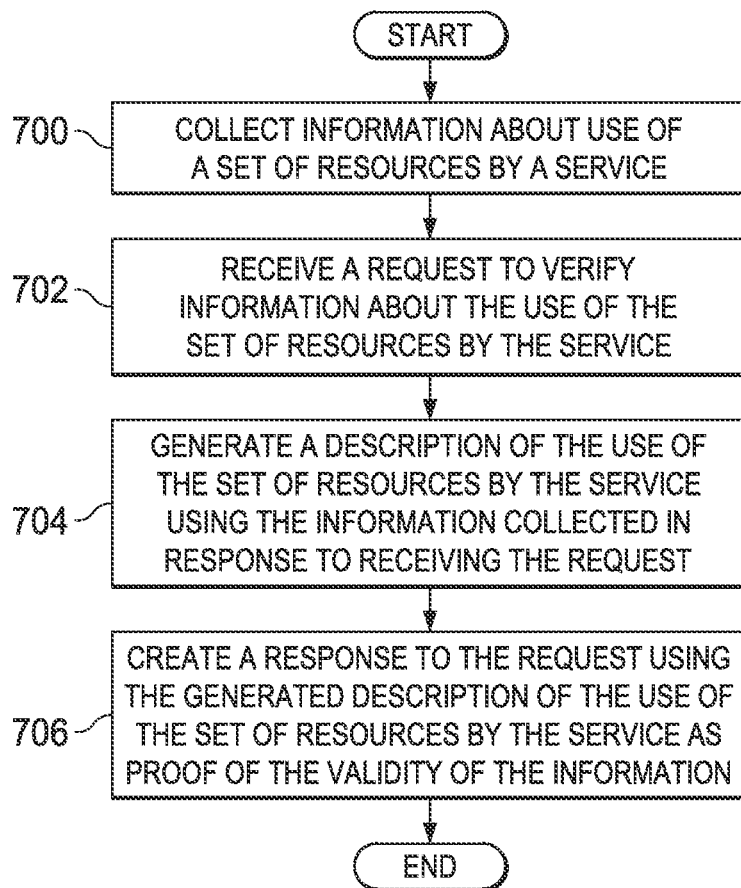 START
700
COLLECT INFORMATION ABOUT USE OF
A SET OF RESOURCES BY A SERVICE
702
RECEIVE A REQUEST TO VERIFY
INFORMATION ABOUT THE USE OF THE
SET OF RESOURCES BY THE SERVICE
704
GENERATE A DESCRIPTION OF THE USE OF
THE SET OF RESOURCES BY THE SERVICE
USING THE INFORMATION COLLECTED IN
RESPONSE TO RECEIVING THE REQUEST
706
CREATE A RESPONSE TO THE REQUEST USING
THE GENERATED DESCRIPTION OF THE USE OF
THE SET OF RESOURCES BY THE SERVICE AS
PROOF OF THE VALIDITY OF THE INFORMATION
END